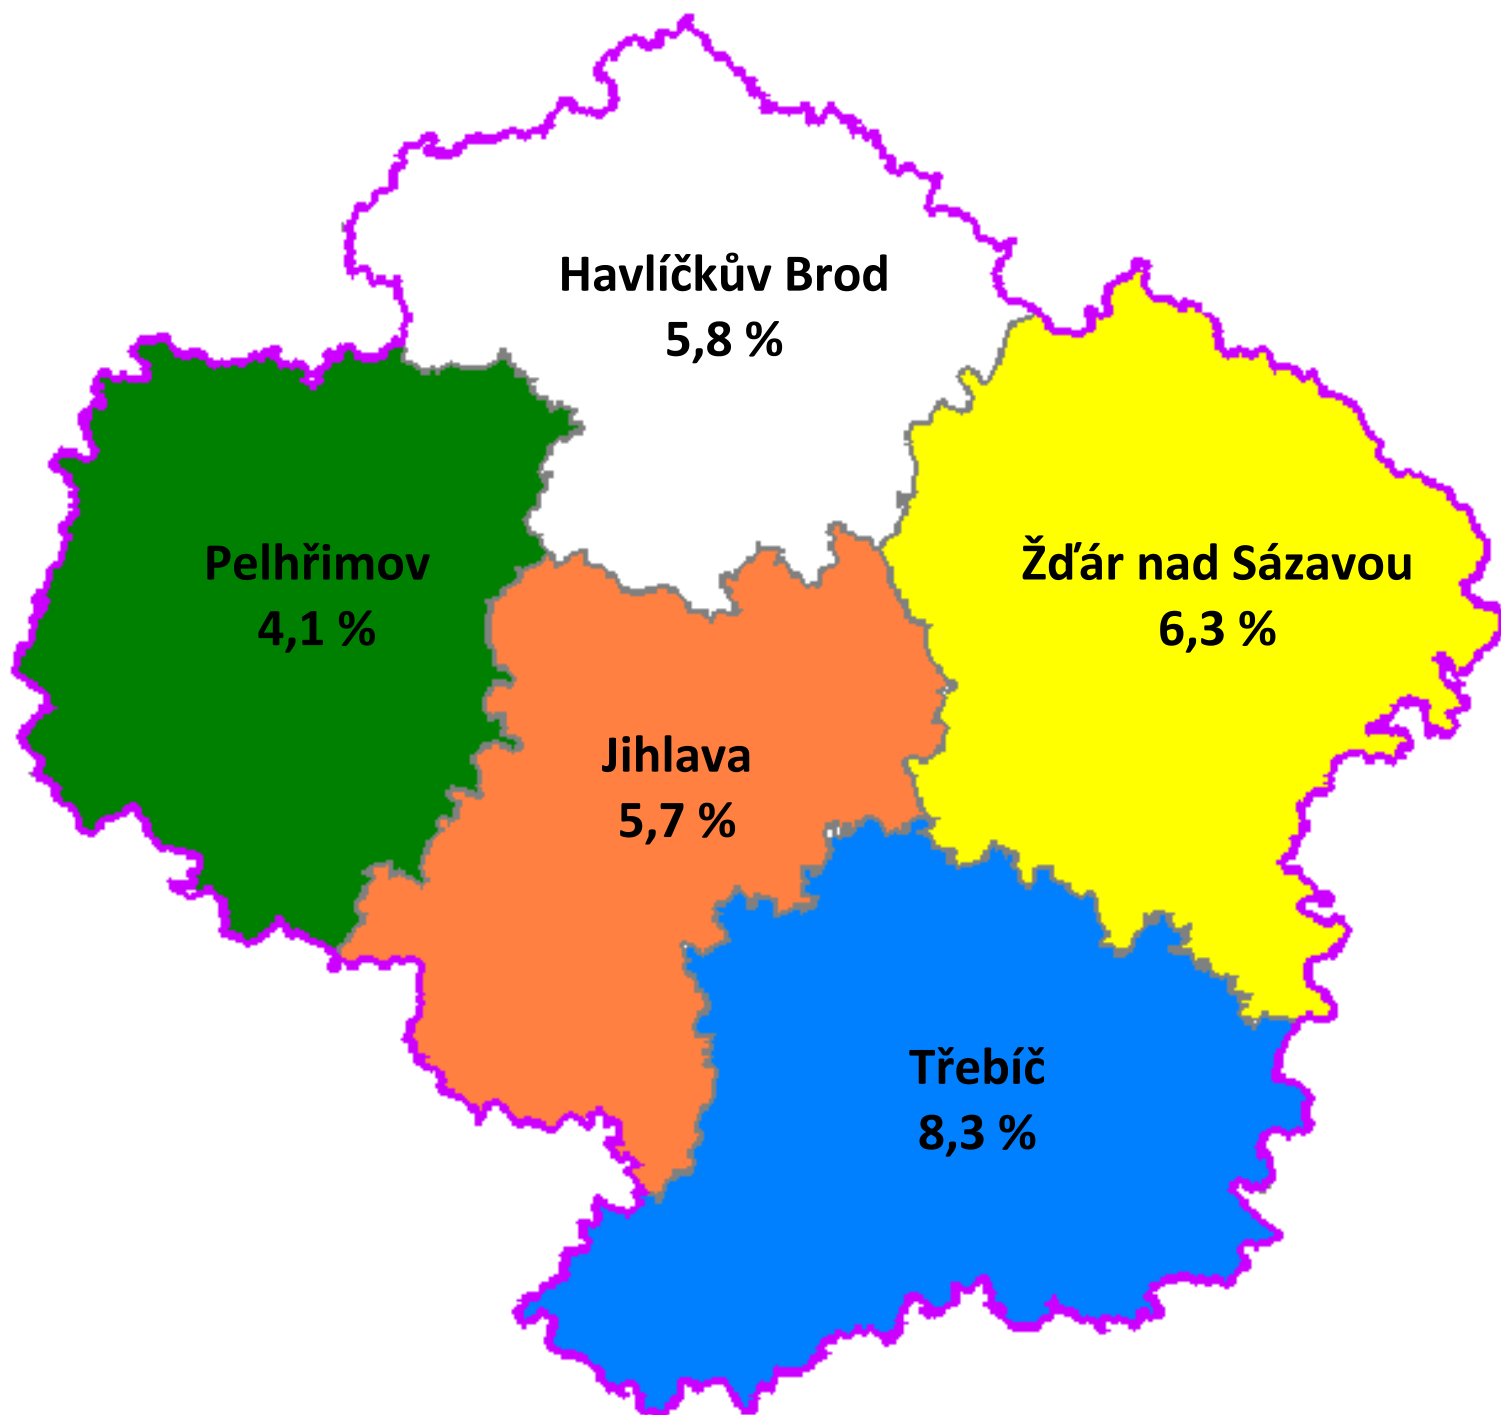 Havlíčkův Brod
5,8 %
Pelhřimov
4,1 %
Žďár nad Sázavou
6,3 %
Jihlava
5,7 %
Třebíč
8,3 %